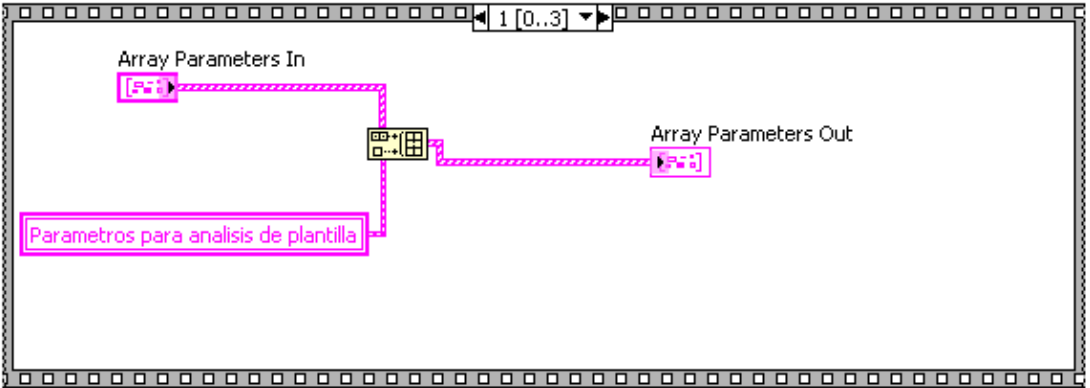 1 [0..3]
Array Parameters In
Array Parameters Out
Parametros para analisis de plantilla